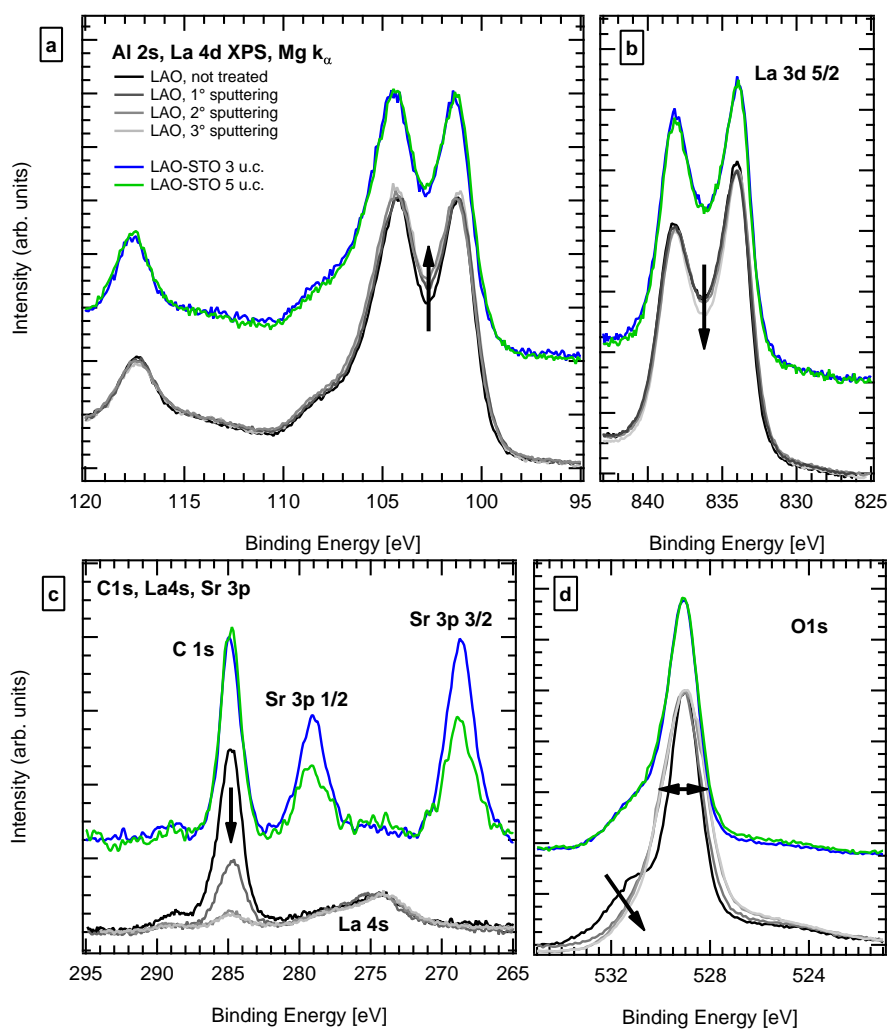 a
Al 2s, La 4d XPS, Mg kα
LAO, not treated
LAO, 1° sputtering
LAO, 2° sputtering
LAO, 3° sputtering
LAO-STO 3 u.c.
LAO-STO 5 u.c.
Intensity (arb. units)
120 115 110 105 100 95
Binding Energy [eV]
b
La 3d 5/2
840 835 830 825
Binding Energy [eV]
c
C1s, La4s, Sr 3p
C 1s
Sr 3p 1/2
Sr 3p 3/2
La 4s
Intensity (arb. units)
295 290 285 280 275 270 265
Binding Energy [eV]
d
O1s
532 528 524
Binding Energy [eV]